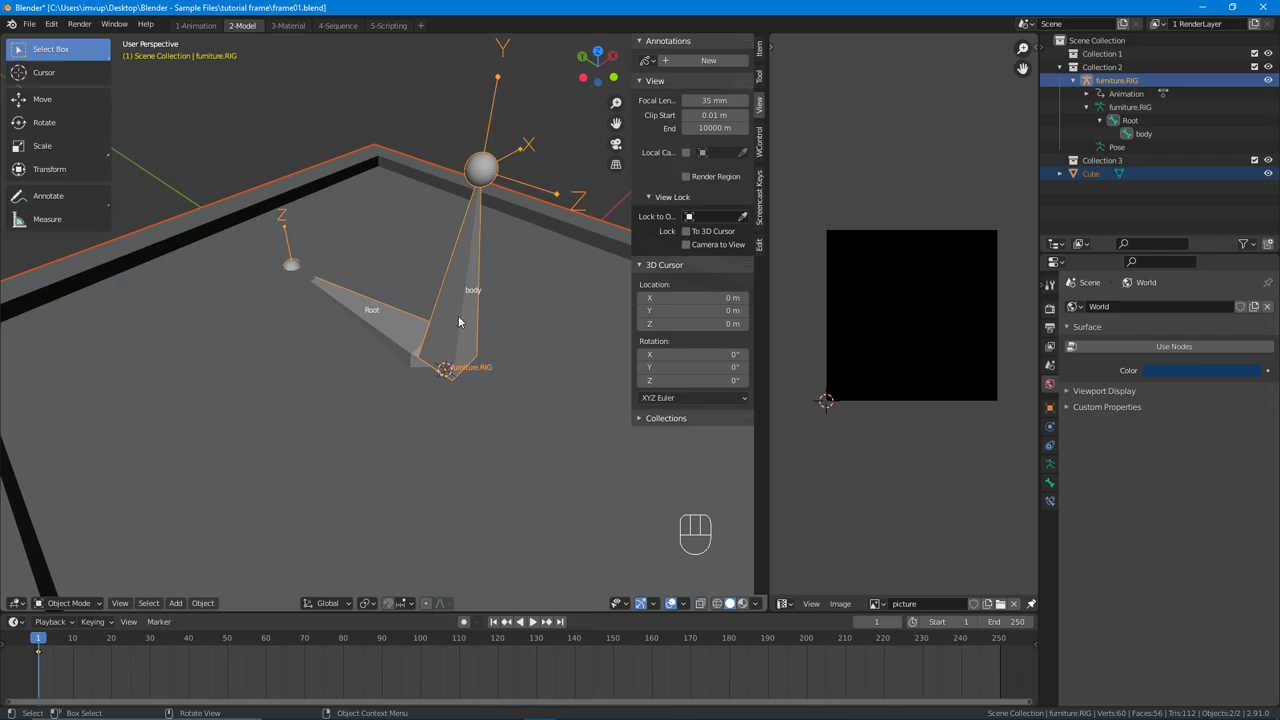 Blender* [C:\Users\imvup\Desktop\Blender - Sample Files\tutorial frame\frame01.blend]
File Edit Render Window Help
1-Animation 2-Model 3-Material 4-Sequence 5-Scripting
Scene
1 RenderLayer
Select Box
Cursor
Move
Rotate
Scale
Transform
Annotate
Measure
User Perspective
(1) Scene Collection | furniture.RIG
Y
X
Z
Z
Z
body
Root
furniture.RIG
Annotations
New
View
Focal Len... 35 mm
Clip Start 0.01 m
End 10000 m
Local Ca...
Render Region
View Lock
Lock to O...
Lock To 3D Cursor
Camera to View
3D Cursor
Location:
X 0 m
Y 0 m
Z 0 m
Rotation:
X 0°
Y 0°
Z 0°
XYZ Euler
Collections
Item
Tool
View
WControl
Screencast Keys
Edit
Scene Collection
Collection 1
Collection 2
furniture.RIG
Animation
furniture.RIG
Root
body
Pose
Collection 3
Cube
Scene World
World
Surface
Use Nodes
Color
Viewport Display
Custom Properties
Object Mode View Select Add Object
Global
View Image picture
Playback Keying View Marker
1 Start 1 End 250
1 10 20 30 40 50 60 70 80 90 100 110 120 130 140 150 160 170 180 190 200 210 220 230 240 250
Select Box Select Rotate View Object Context Menu
Scene Collection | furniture.RIG | Verts:60 | Faces:56 | Tris:112 | Objects:2/2 | 2.91.0